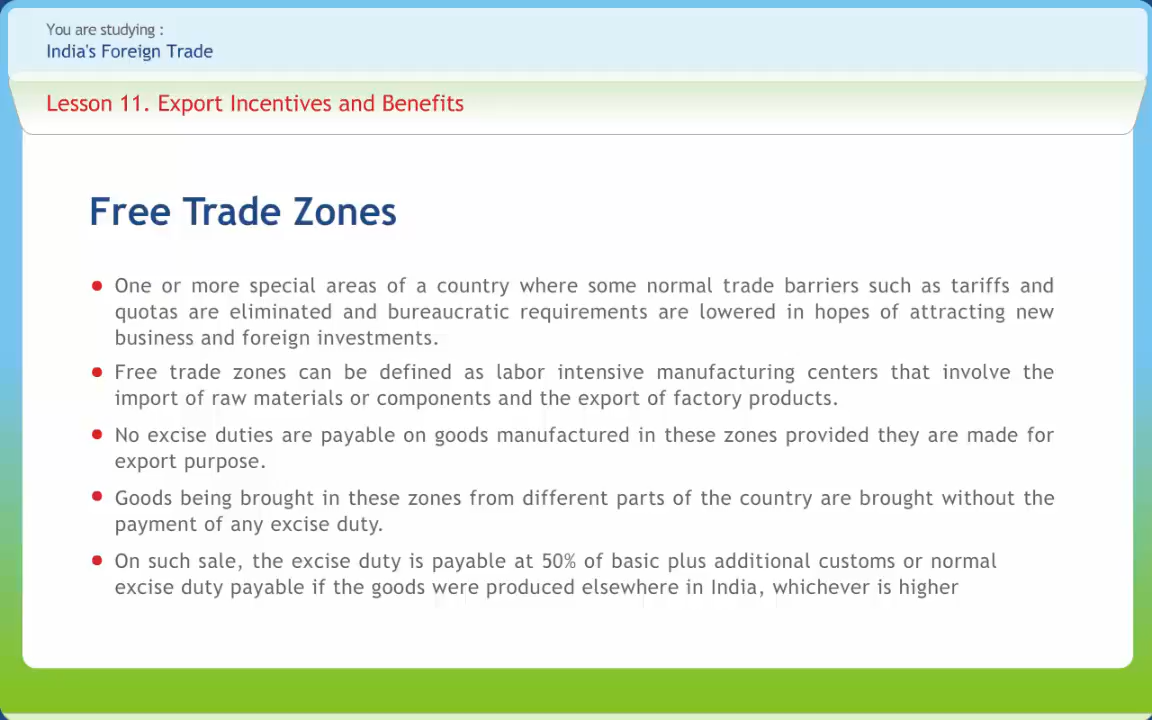 You are studying :
India's Foreign Trade
Lesson 11. Export Incentives and Benefits
Free Trade Zones
One or more special areas of a country where some normal trade barriers such as tariffs and
quotas are eliminated and bureaucratic requirements are lowered in hopes of attracting new
business and foreign investments.
Free trade zones can be defined as labor intensive manufacturing centers that involve the
import of raw materials or components and the export of factory products.
No excise duties are payable on goods manufactured in these zones provided they are made for
export purpose.
Goods being brought in these zones from different parts of the country are brought without the
payment of any excise duty.
On such sale, the excise duty is payable at 50% of basic plus additional customs or normal
excise duty payable if the goods were produced elsewhere in India, whichever is higher